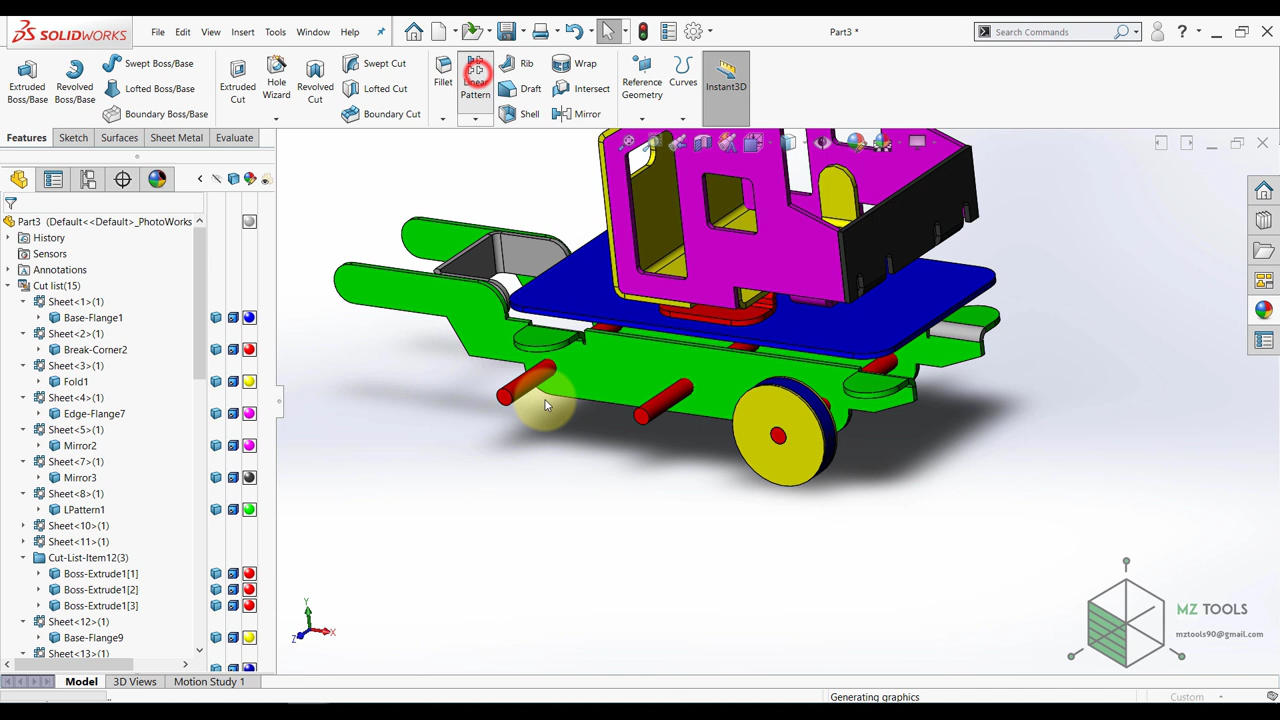 SOLIDWORKS
File Edit View Insert Tools Window Help
Part3 *
Search Commands
Extruded Boss/Base
Revolved Boss/Base
Swept Boss/Base
Lofted Boss/Base
Boundary Boss/Base
Extruded Cut
Hole Wizard
Revolved Cut
Swept Cut
Lofted Cut
Boundary Cut
Fillet
Linear Pattern
Rib
Draft
Shell
Wrap
Intersect
Mirror
Reference Geometry
Curves
Instant3D
Features Sketch Surfaces Sheet Metal Evaluate
Part3 (Default<<Default>_PhotoWorks
History
Sensors
Annotations
Cut list(15)
Sheet<1>(1)
Base-Flange1
Sheet<2>(1)
Break-Corner2
Sheet<3>(1)
Fold1
Sheet<4>(1)
Edge-Flange7
Sheet<5>(1)
Mirror2
Sheet<7>(1)
Mirror3
Sheet<8>(1)
LPattern1
Sheet<10>(1)
Sheet<11>(1)
Cut-List-Item12(3)
Boss-Extrude1[1]
Boss-Extrude1[2]
Boss-Extrude1[3]
Sheet<12>(1)
Base-Flange9
Sheet<13>(1)
Y
X
Z
MZ TOOLS
mztools90@gmail.com
Model 3D Views Motion Study 1
Generating graphics
Custom